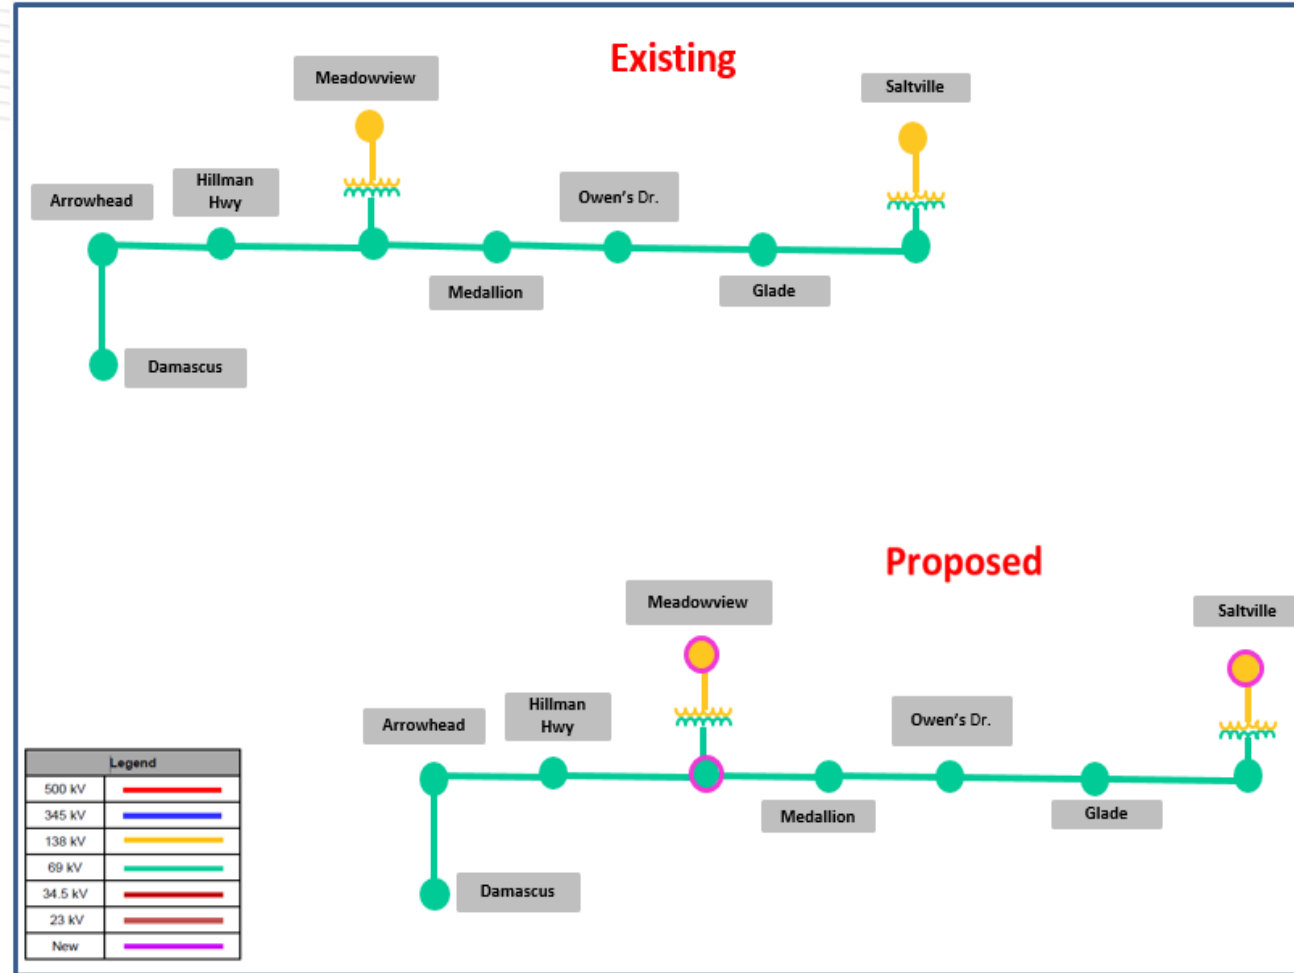 Existing
Meadowview
Saltville
Arrowhead
Hillman
Hwy
Owen's Dr.
Medallion
Glade
Damascus
Proposed
Meadowview
Saltville
Arrowhead
Hillman
Hwy
Owen's Dr.
Medallion
Glade
Damascus
Legend
500 kV
345 kV
138 kV
69 kV
34.5 kV
23 kV
New